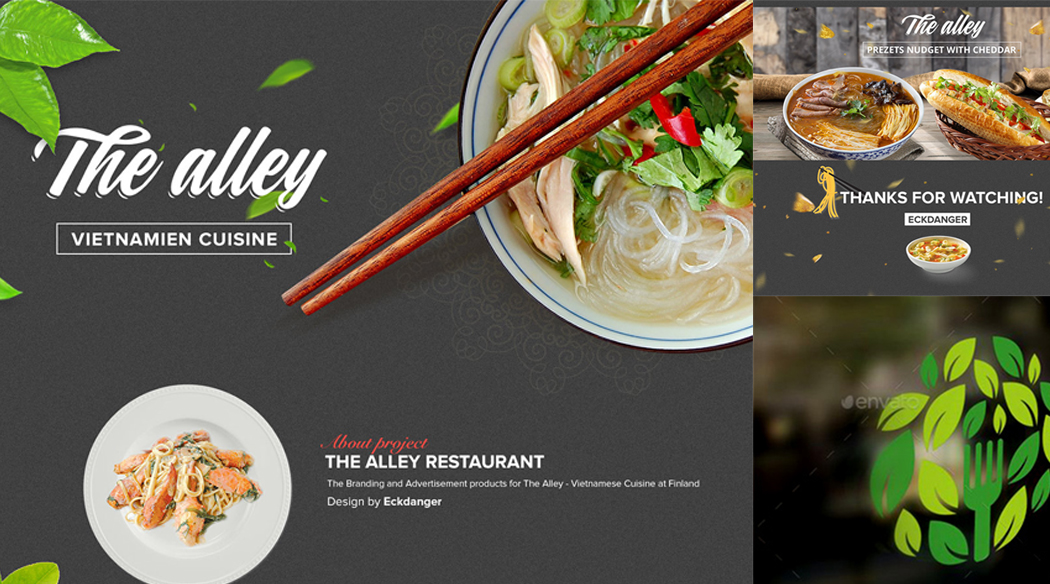 The alley
VIETNAMIEN CUISINE
About project
THE ALLEY RESTAURANT
The Branding and Advertisement products for The Alley - Vietnamese Cuisine at Finland
Design by Eckdanger
The alley
PREZETS NUDGET WITH CHEDDAR
THANKS FOR WATCHING!
ECKDANGER
envato